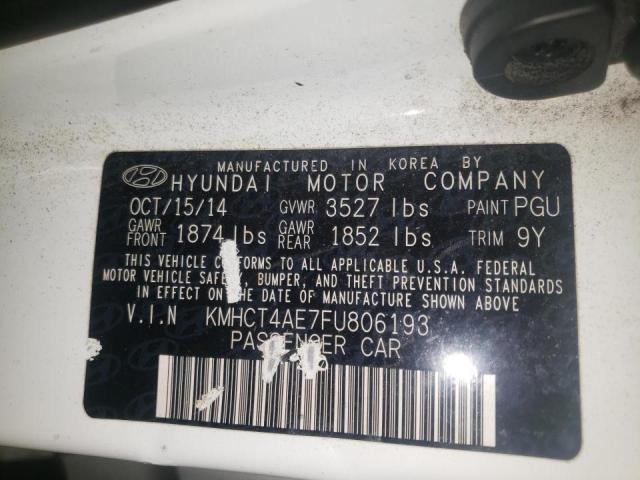 MANUFACTURED IN KOREA BY
HYUNDAI MOTOR COMPANY
OCT/15/14 GVWR 3527 lbs PAINT PGU
GAWR FRONT 1874 lbs GAWR REAR 1852 lbs TRIM 9Y
THIS VEHICLE CONFORMS TO ALL APPLICABLE U.S.A. FEDERAL
MOTOR VEHICLE SAFETY, BUMPER, AND THEFT PREVENTION STANDARDS
IN EFFECT ON THE DATE OF MANUFACTURE SHOWN ABOVE.
V.I.N KMHCT4AE7FU806193
PASSENGER CAR